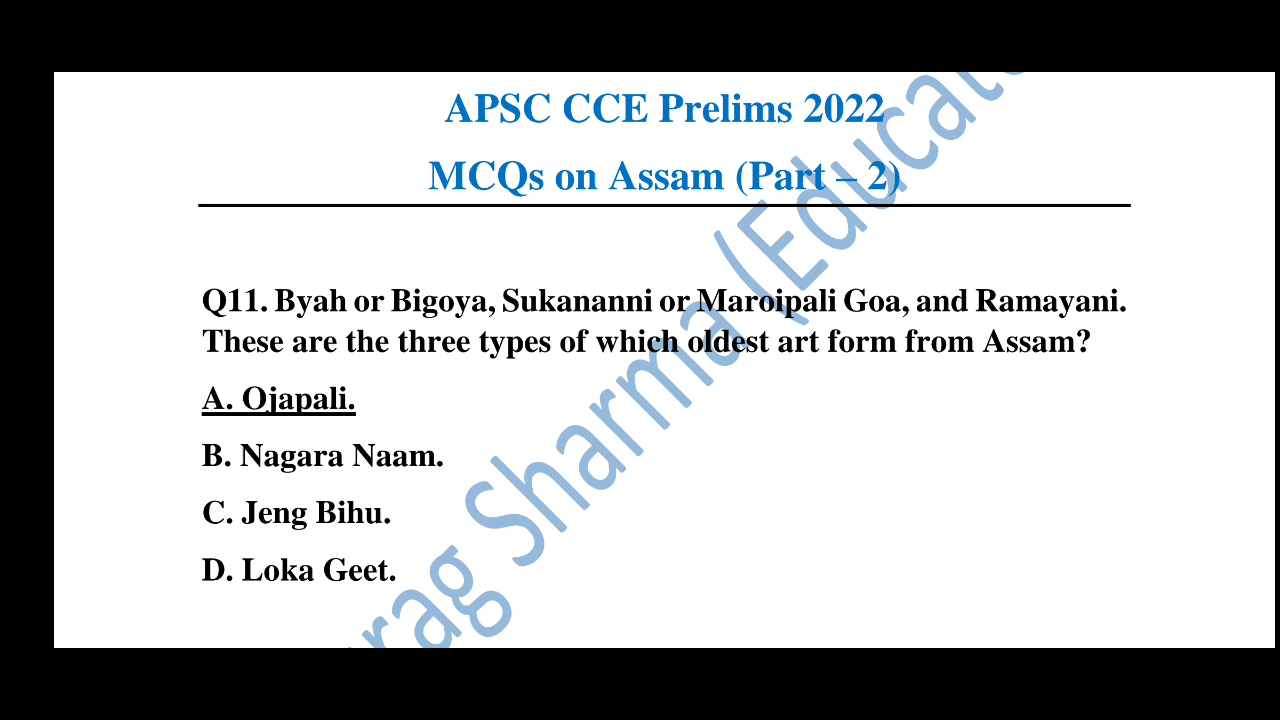 APSC CCE Prelims 2022
MCQs on Assam (Part – 2)
Q11. Byah or Bigoya, Sukananni or Maroipali Goa, and Ramayani.
These are the three types of which oldest art form from Assam?
A. Ojapali.
B. Nagara Naam.
C. Jeng Bihu.
D. Loka Geet.
Sharma